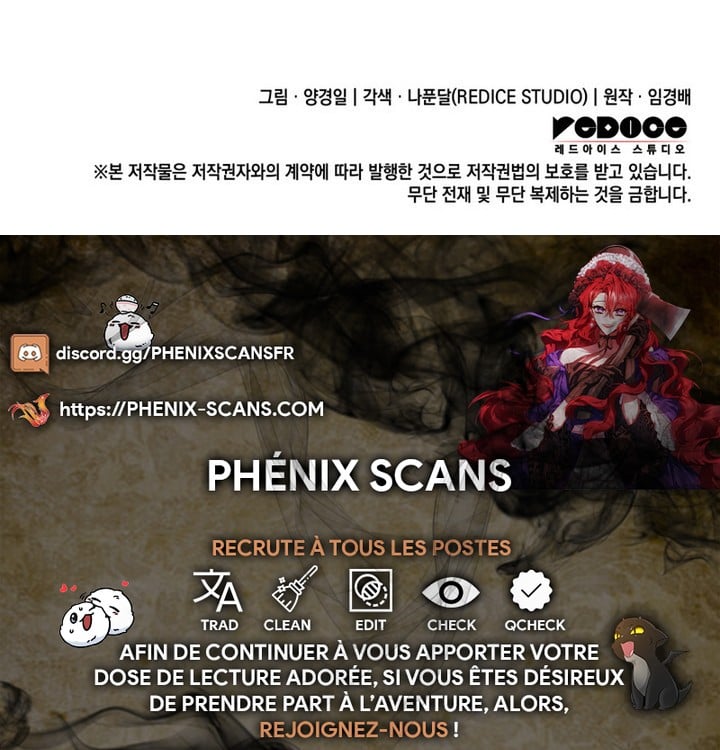 그림 · 양경일 | 각색 · 나푼달(REDICE STUDIO) | 원작 · 임경배
REDICE
레드아이스 스튜디오
※본 저작물은 저작권자와의 계약에 따라 발행한 것으로 저작권법의 보호를 받고 있습니다.
무단 전재 및 무단 복제하는 것을 금합니다.
discord.gg/PHENIXSCANSFR
https://PHENIX-SCANS.COM
PHÉNIX SCANS
RECRUTE À TOUS LES POSTES
TRAD CLEAN EDIT CHECK QCHECK
AFIN DE CONTINUER À VOUS APPORTER VOTRE
DOSE DE LECTURE ADORÉE, SI VOUS ÊTES DÉSIREUX
DE PRENDRE PART À L'AVENTURE, ALORS,
REJOIGNEZ-NOUS !